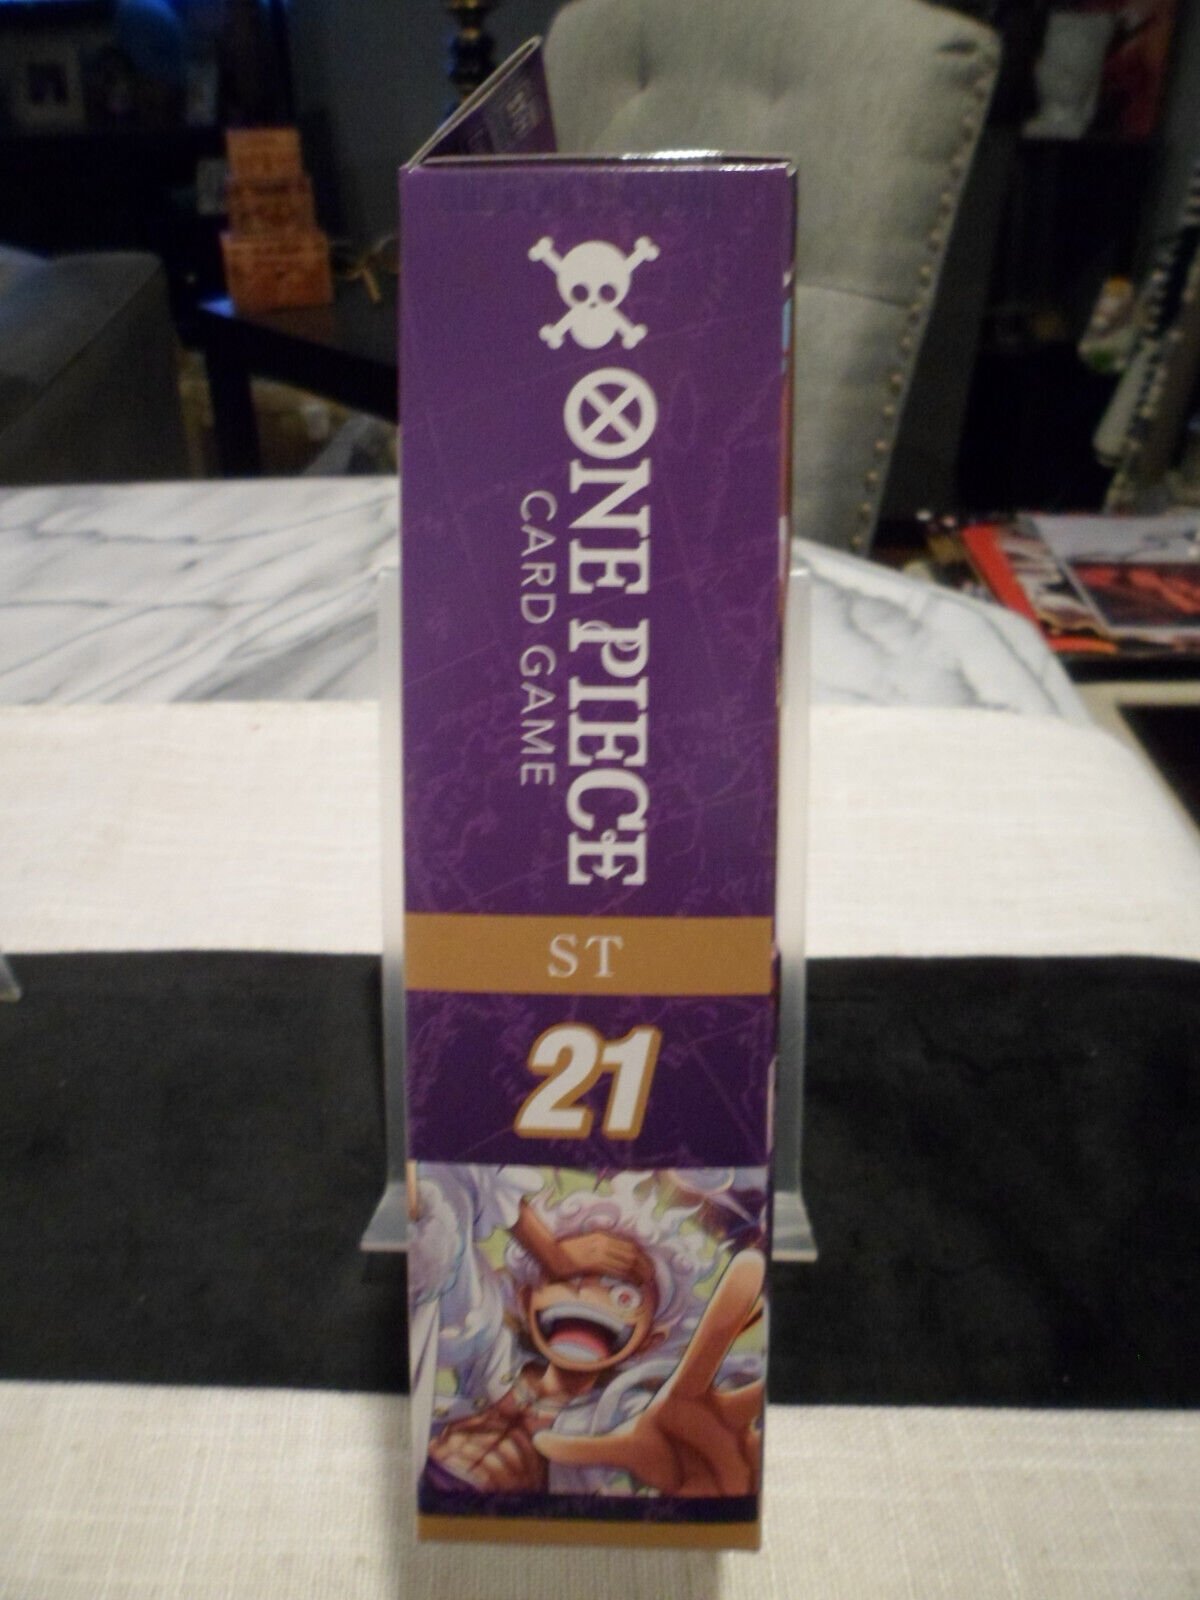 ONE PIECE
CARD GAME
ST
21